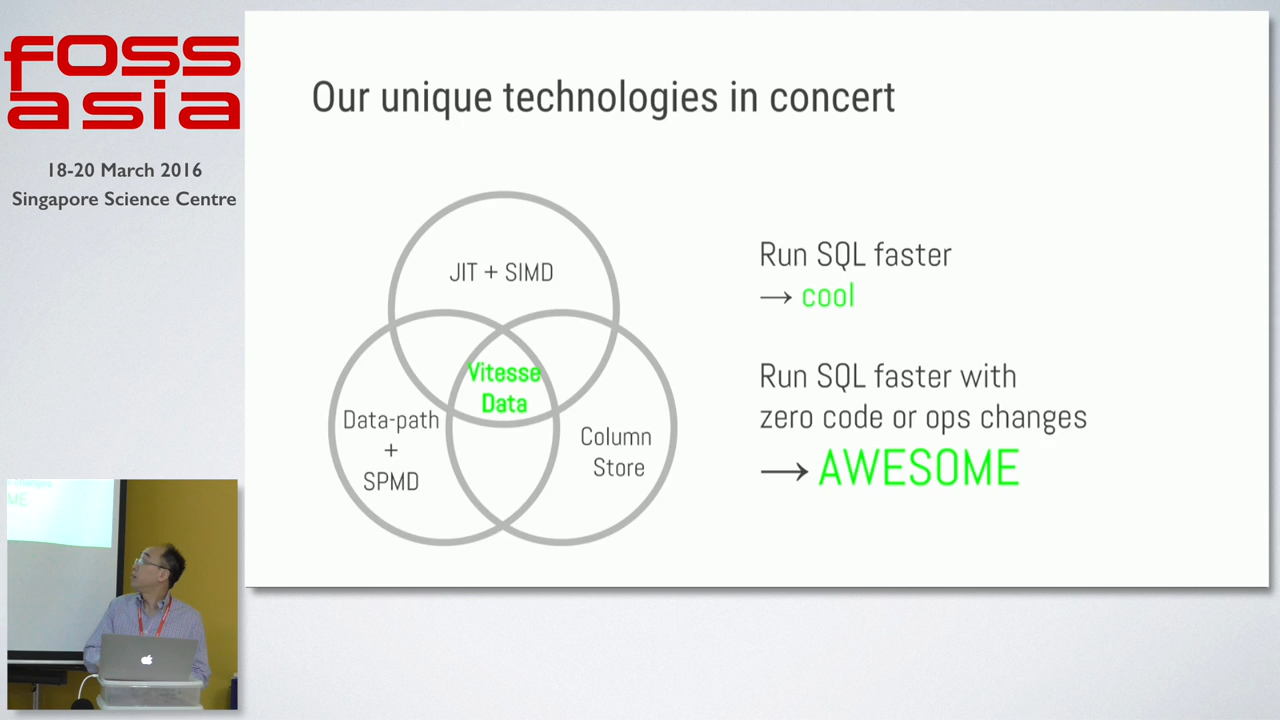 foss
asia
18-20 March 2016
Singapore Science Centre
Our unique technologies in concert
JIT + SIMD
Vitesse
Data
Data-path
+
SPMD
Column
Store
Run SQL faster
→ cool
Run SQL faster with
zero code or ops changes
→ AWESOME
ME